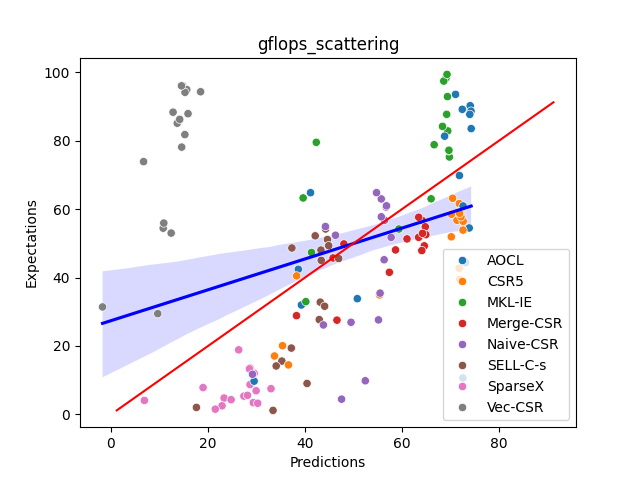 gflops_scattering
100
80
60
40
20
0
Expectations
0 20 40 60 80
Predictions
AOCL
CSR5
MKL-IE
Merge-CSR
Naive-CSR
SELL-C-s
SparseX
Vec-CSR